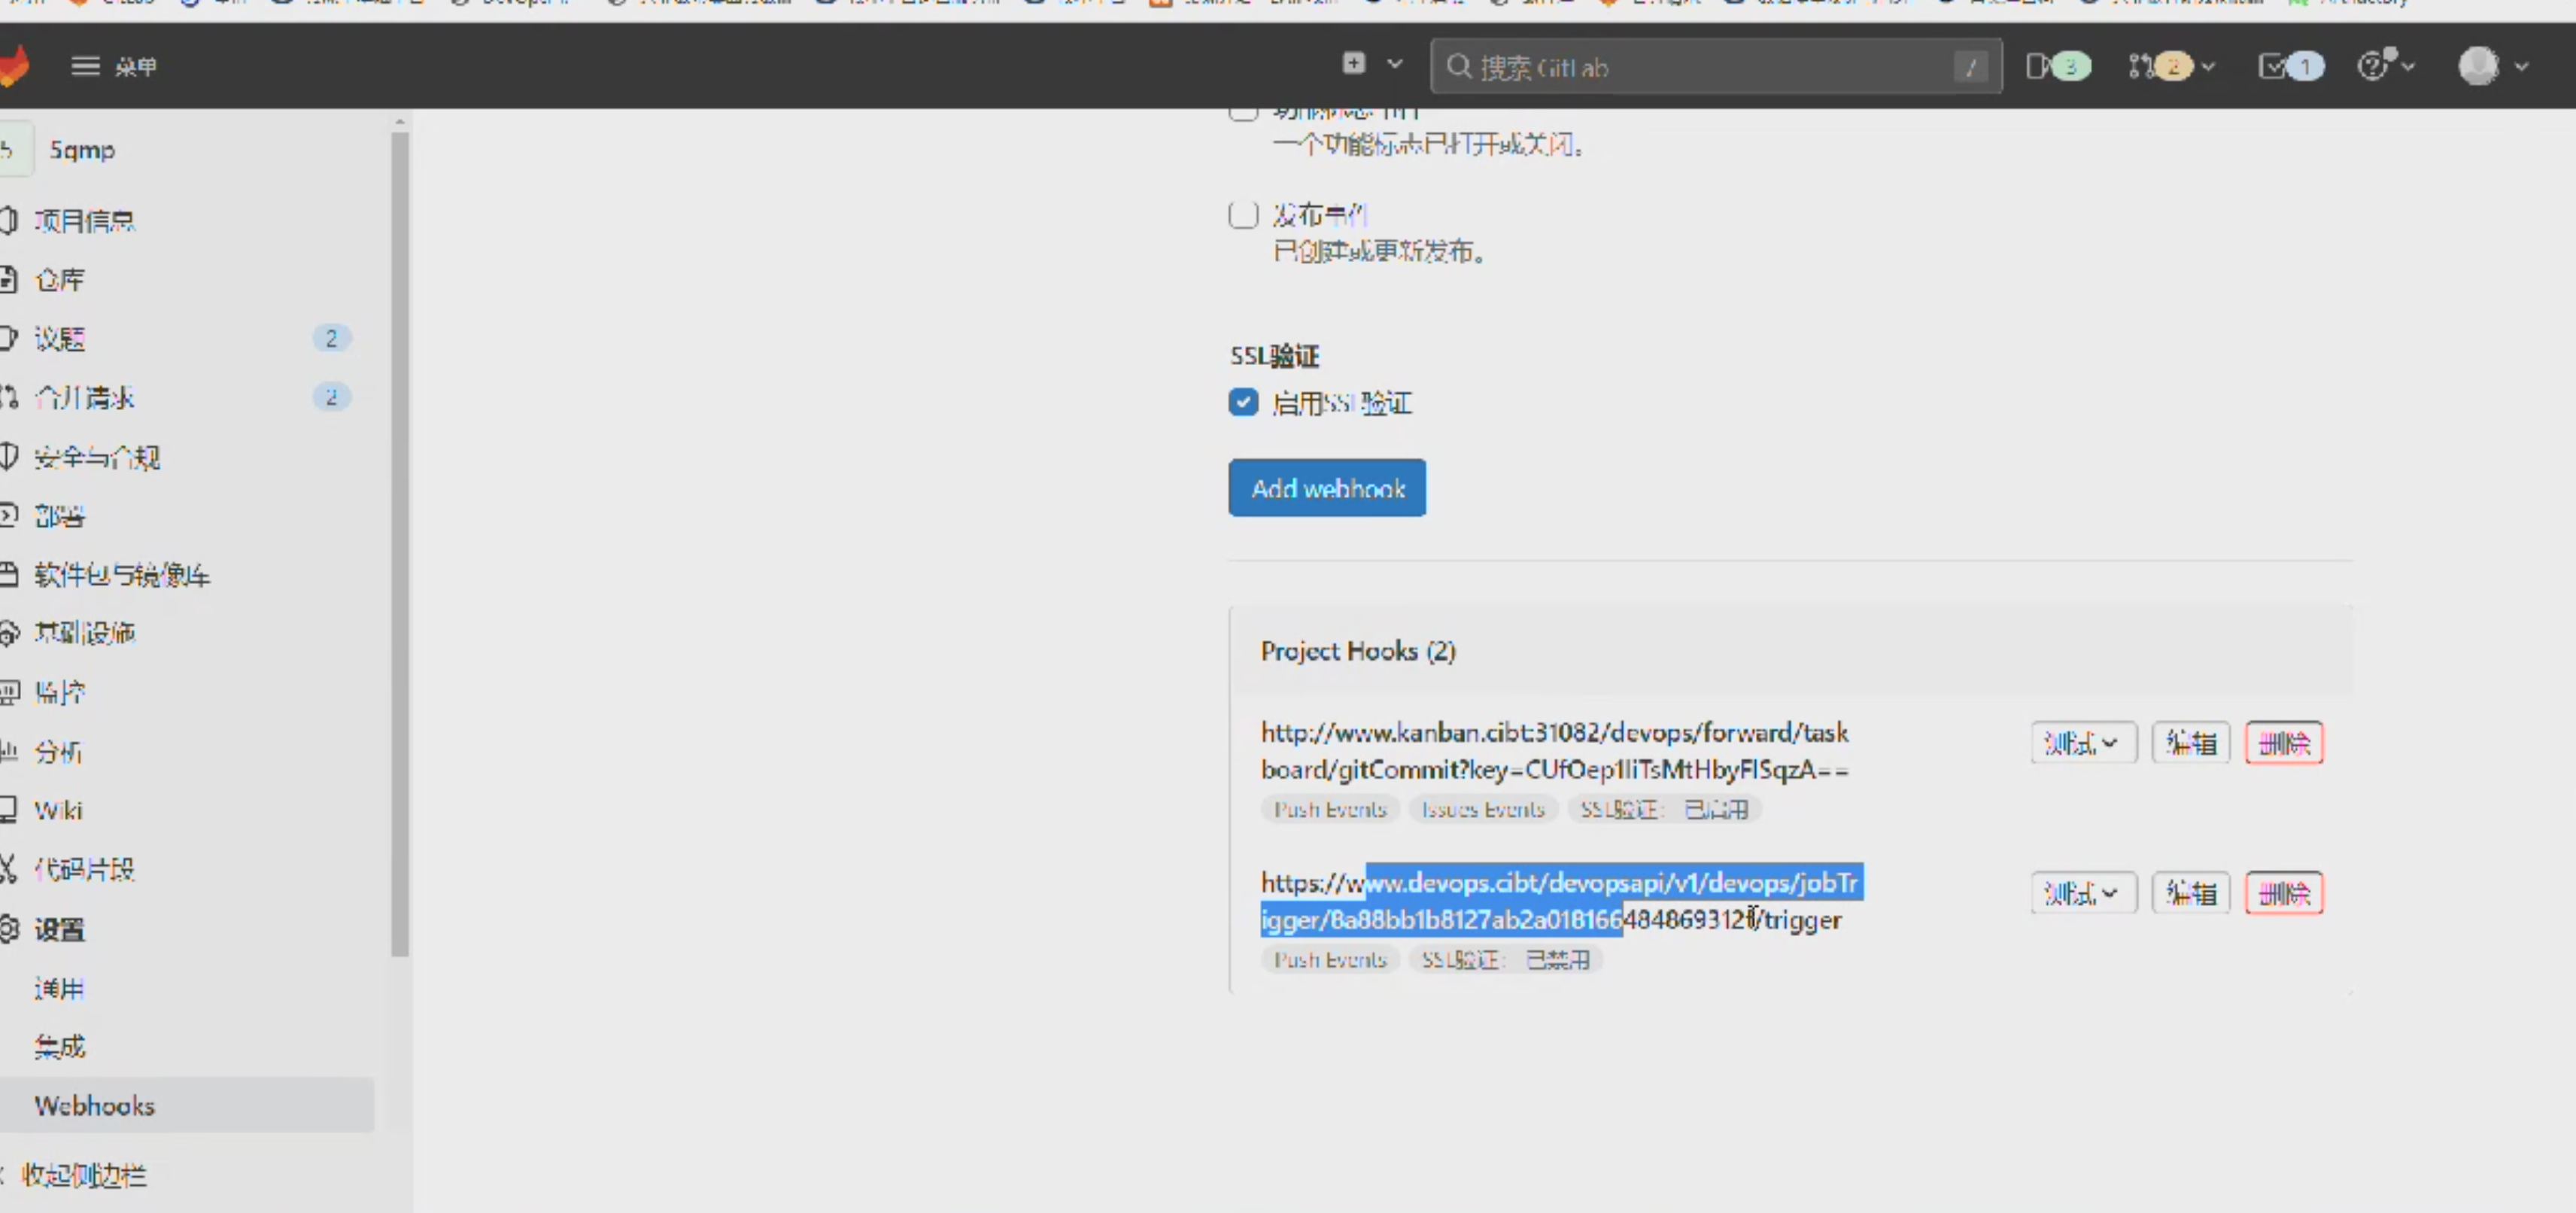 菜单
搜索 GitLab
/
3
2
1
5qmp
项目信息
仓库
议题 2
合并请求 2
安全与合规
部署
软件包与镜像库
基础设施
监控
分析
Wiki
代码片段
设置
通用
集成
Webhooks
收起侧边栏
一个功能标志已打开或关闭。
发布事件
已创建或更新发布。
SSL验证
启用SSL验证
Add webhook
Project Hooks (2)
http://www.kanban.cibt:31082/devops/forward/task
board/gitCommit?key=CUfOep1liTsMtHbyFlSqzA==
测试 编辑 删除
Push Events Issues Events SSL验证： 已启用
https://www.devops.cibt/devopsapi/v1/devops/jobTr
igger/8a88bb1b8127ab2a018166484869312f/trigger
测试 编辑 删除
Push Events SSL验证： 已禁用